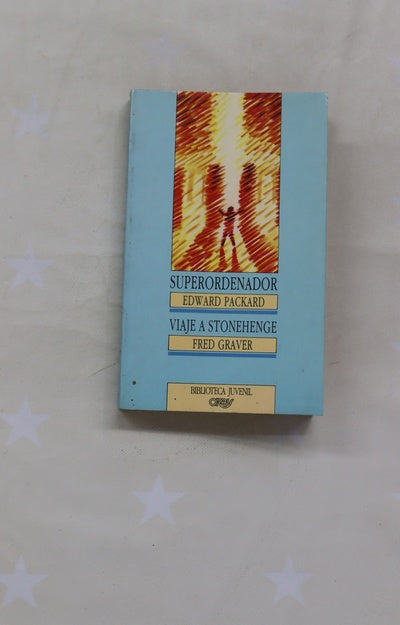 SUPERORDENADOR
EDWARD PACKARD
VIAJE A STONEHENGE
FRED GRAVER
BIBLIOTECA JUVENIL